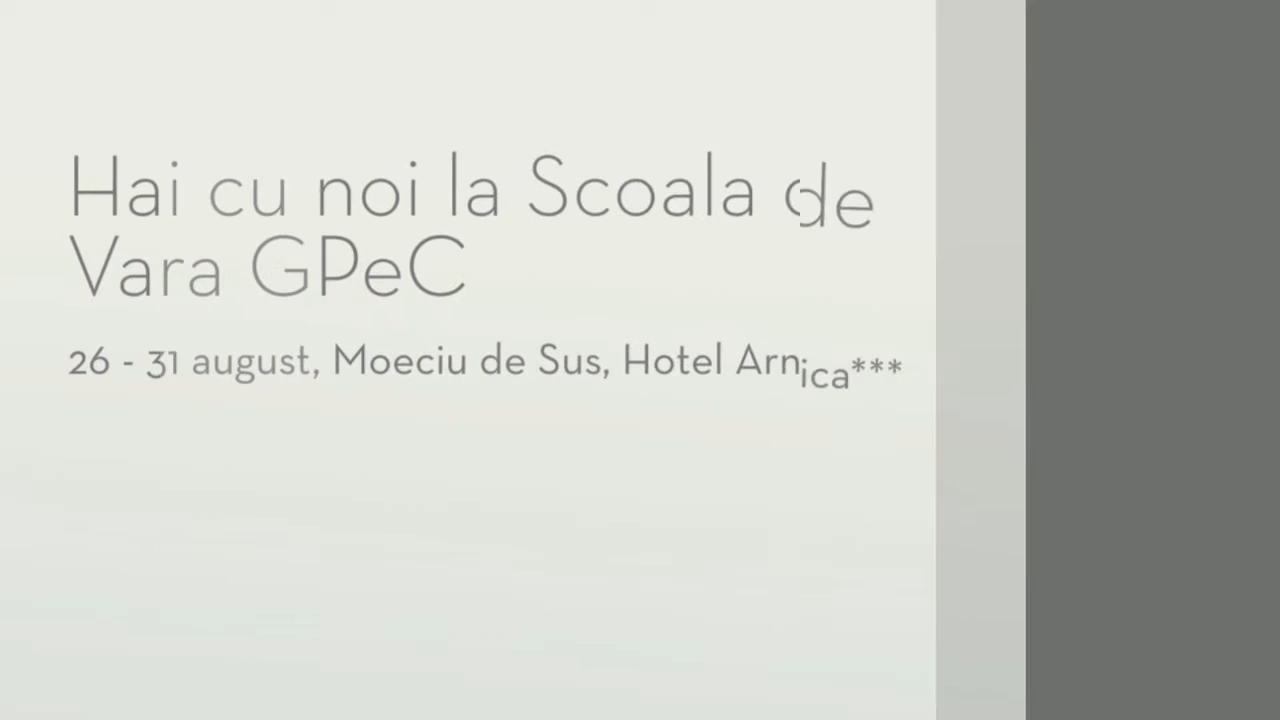 Hai cu noi la Scoala de
Vara GPeC
26 - 31 august, Moeciu de Sus, Hotel Arnica***